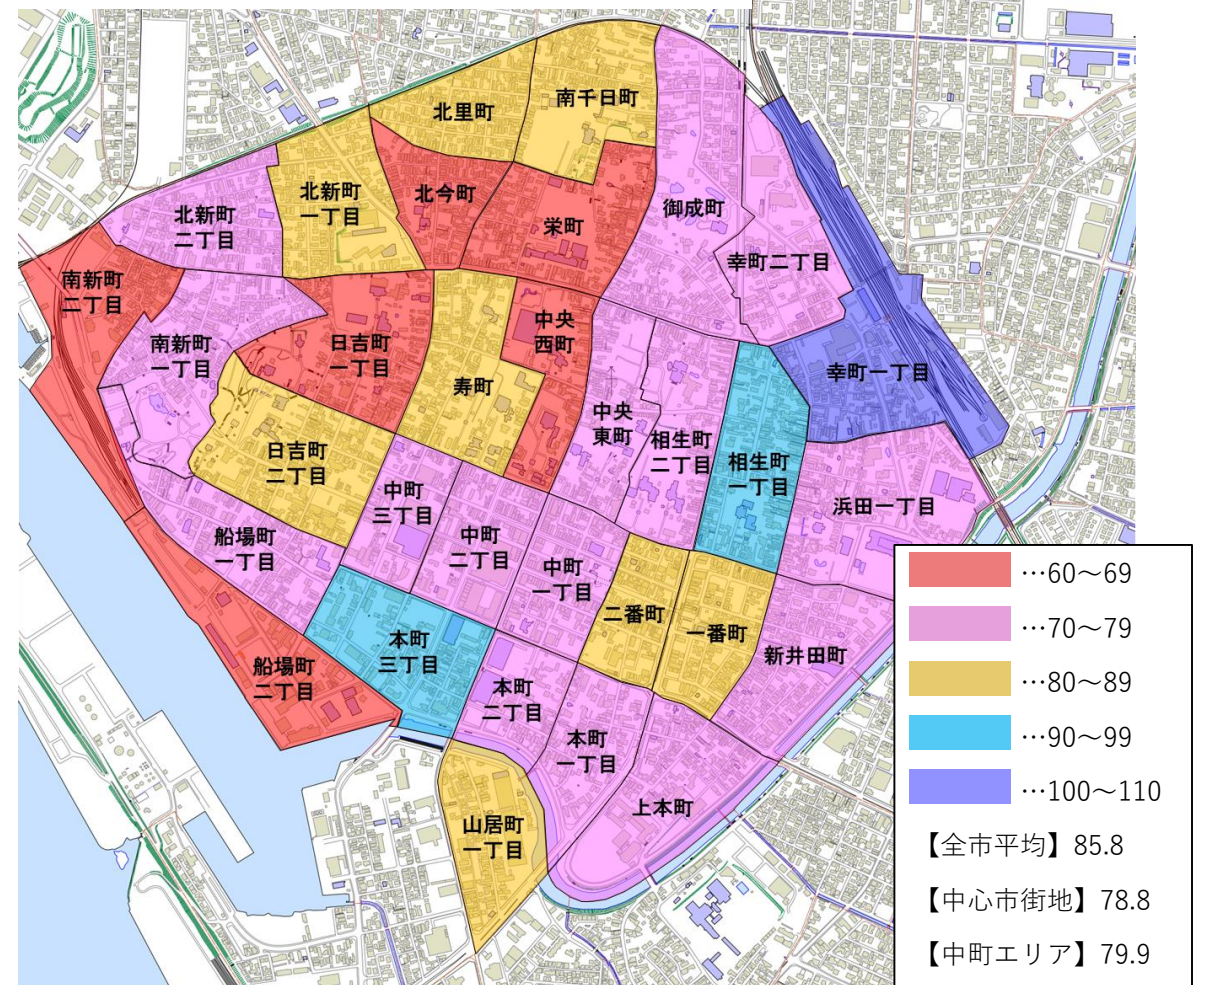 南千日町
北里町
北新町
一丁目
北今町
北新町
二丁目
栄町
御成町
幸町二丁目
南新町
二丁目
南新町
一丁目
日吉町
一丁目
中央
西町
寿町
幸町一丁目
中央
東町
相生町
二丁目
相生町
一丁目
日吉町
二丁目
中町
三丁目
浜田一丁目
船場町
一丁目
中町
二丁目
中町
一丁目
二番町
一番町
新井田町
本町
三丁目
船場町
二丁目
本町
二丁目
本町
一丁目
上本町
山居町
一丁目
…60～69
…70～79
…80～89
…90～99
…100～110
【全市平均】85.8
【中心市街地】78.8
【中町エリア】79.9